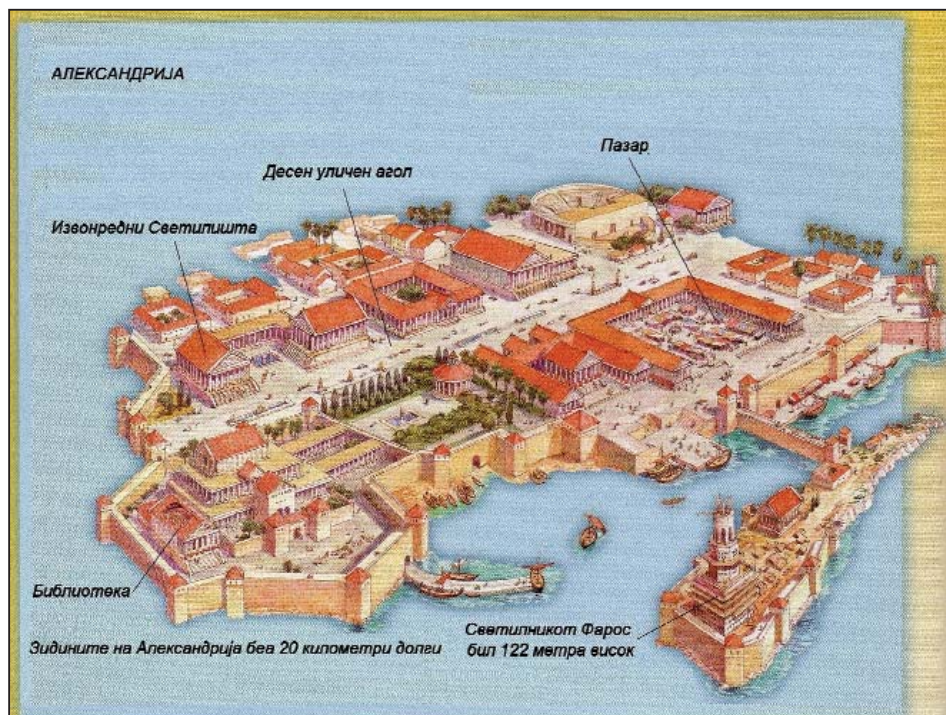 АЛЕКСАНДРИЈА
Пазар
Десен уличен агол
Извонредни Светилишта
Библиотека
Светилникот Фарос
бил 122 метра висок
Зидините на Александрија беа 20 километри долги